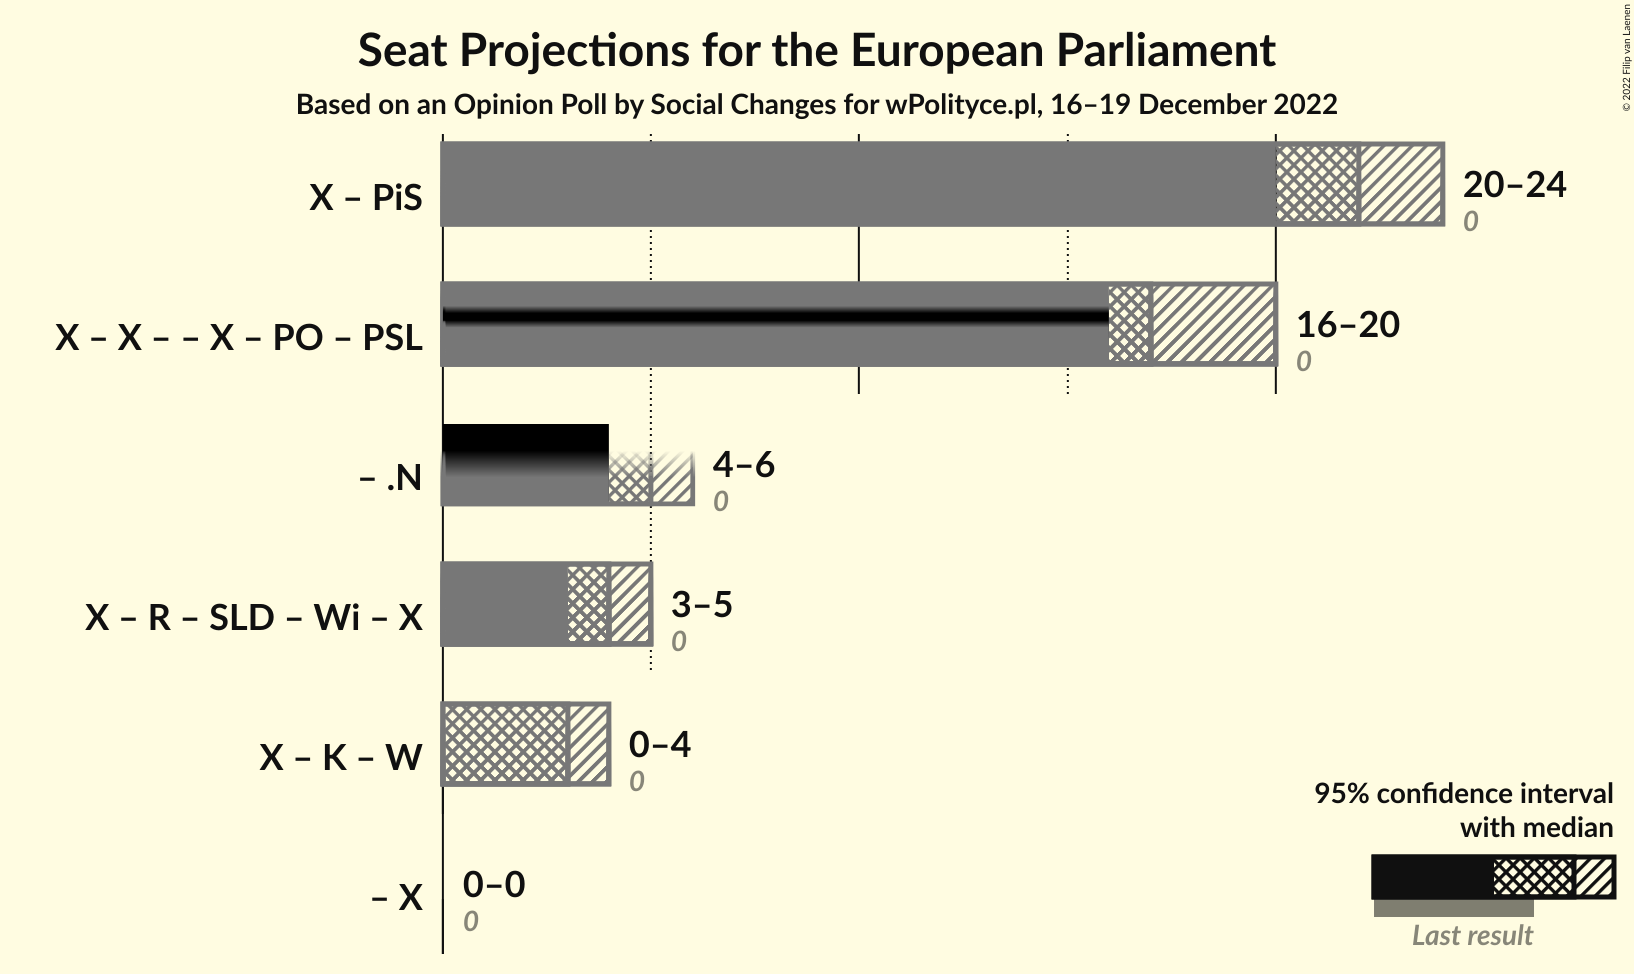 Seat Projections for the European Parliament
Based on an Opinion Poll by Social Changes for wPolityce.pl, 16–19 December 2022
© 2022 Filip van Laenen
X – PiS
20–24
0
X – X – – X – PO – PSL
16–20
0
– .N
4–6
0
X – R – SLD – Wi – X
3–5
0
X – K – W
0–4
0
– X
0–0
0
95% confidence interval
with median
Last result